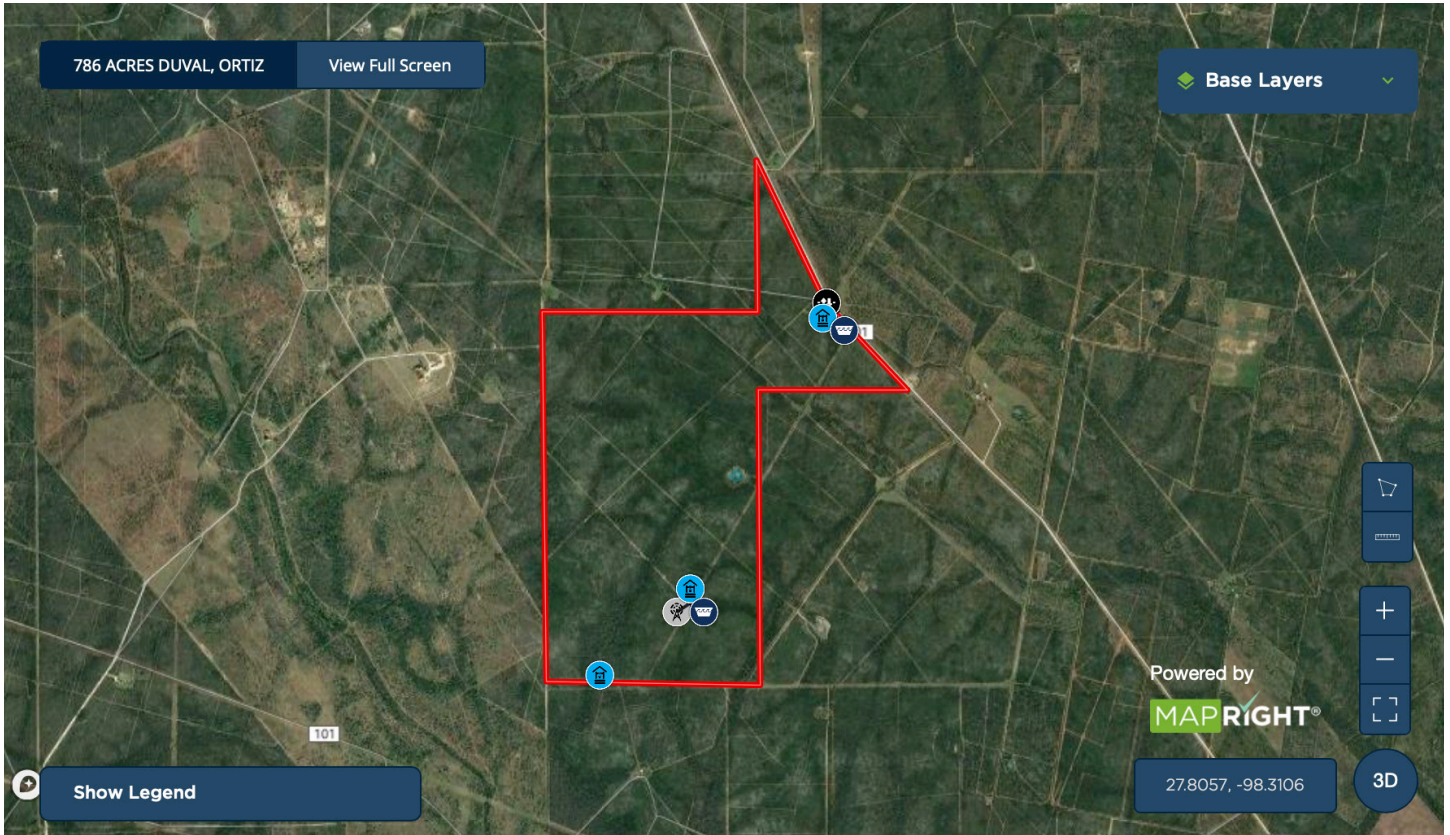 786 ACRES DUVAL, ORTIZ
View Full Screen
Base Layers
101
Powered by
MAPRIGHT®
Show Legend
27.8057, -98.3106
3D